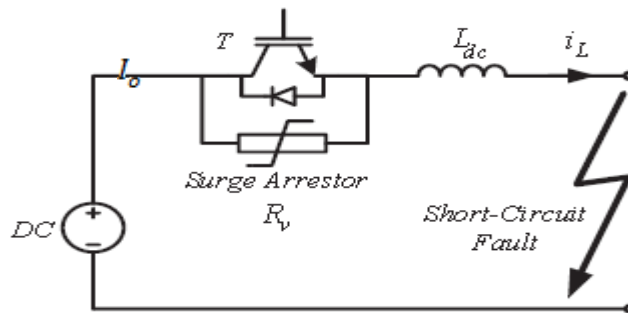 T
L_dc
i_L
I_o
Surge Arrestor
R_v
Short-Circuit
Fault
DC
+
−